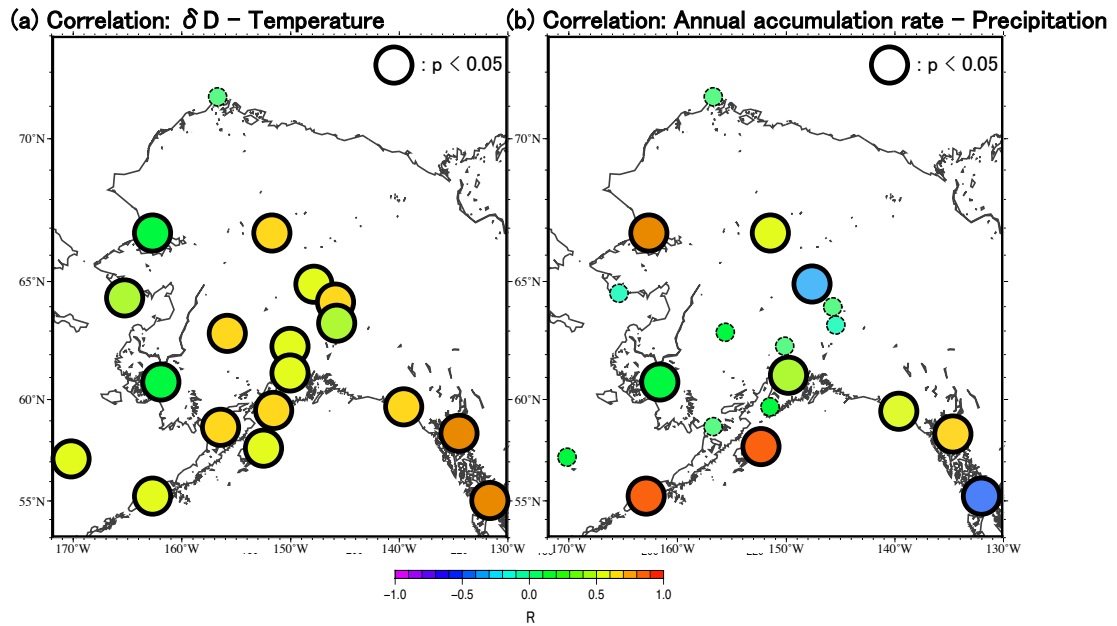 (a) Correlation: δ D − Temperature
(b) Correlation: Annual accumulation rate − Precipitation
: p < 0.05
: p < 0.05
70°N
70°N
65°N
65°N
60°N
60°N
55°N
55°N
170°W 160°W 150°W 140°W 130°W
170°W 160°W 150°W 140°W 130°W
−1.0 −0.5 0.0 0.5 1.0
R